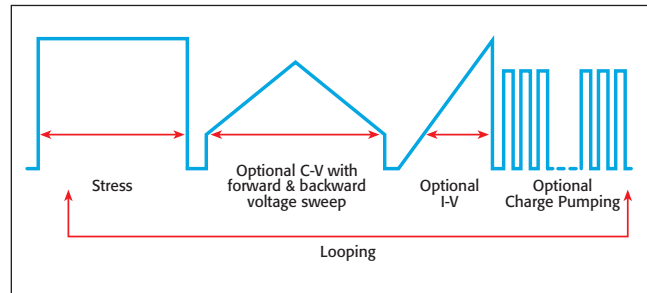 Stress
Optional C-V with
forward & backward
voltage sweep
Optional
I-V
Optional
Charge Pumping
Looping